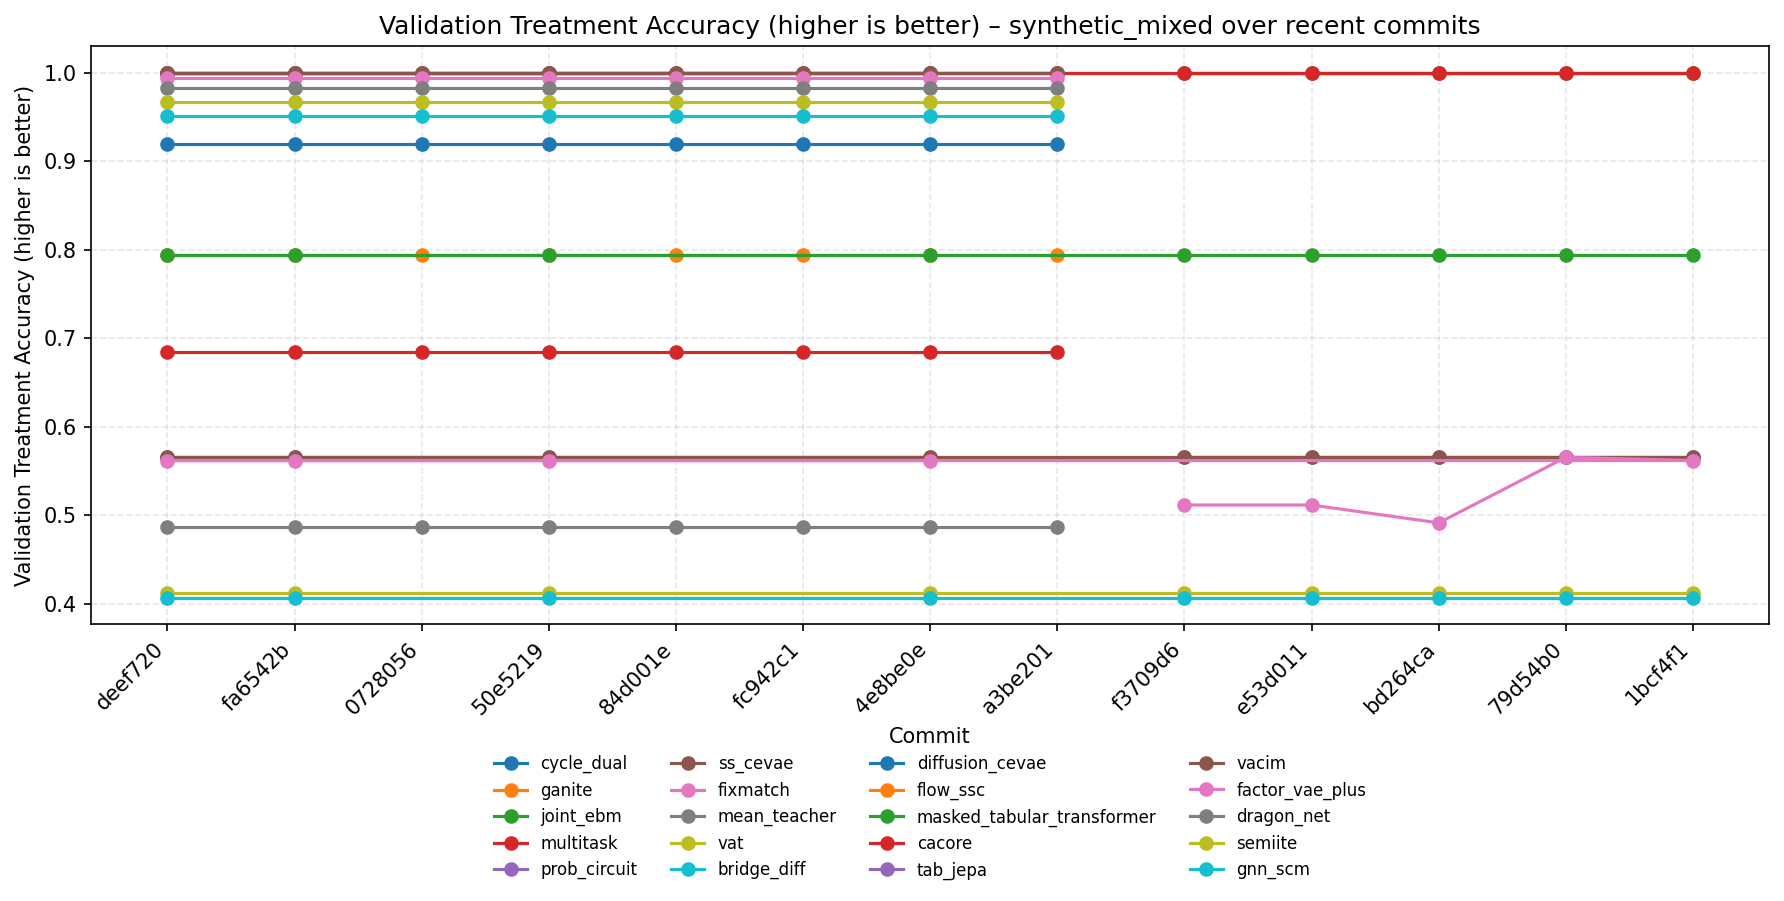 Validation Treatment Accuracy (higher is better) – synthetic_mixed over recent commits
Validation Treatment Accuracy (higher is better)
1.0
0.9
0.8
0.7
0.6
0.5
0.4
deef720
fa6542b
0728056
50e5219
84d001e
fc942c1
4e8be0e
a3be201
f3709d6
e53d011
bd264ca
79d54b0
1bcf4f1
Commit
cycle_dual
ganite
joint_ebm
multitask
prob_circuit
ss_cevae
fixmatch
mean_teacher
vat
bridge_diff
diffusion_cevae
flow_ssc
masked_tabular_transformer
cacore
tab_jepa
vacim
factor_vae_plus
dragon_net
semiite
gnn_scm